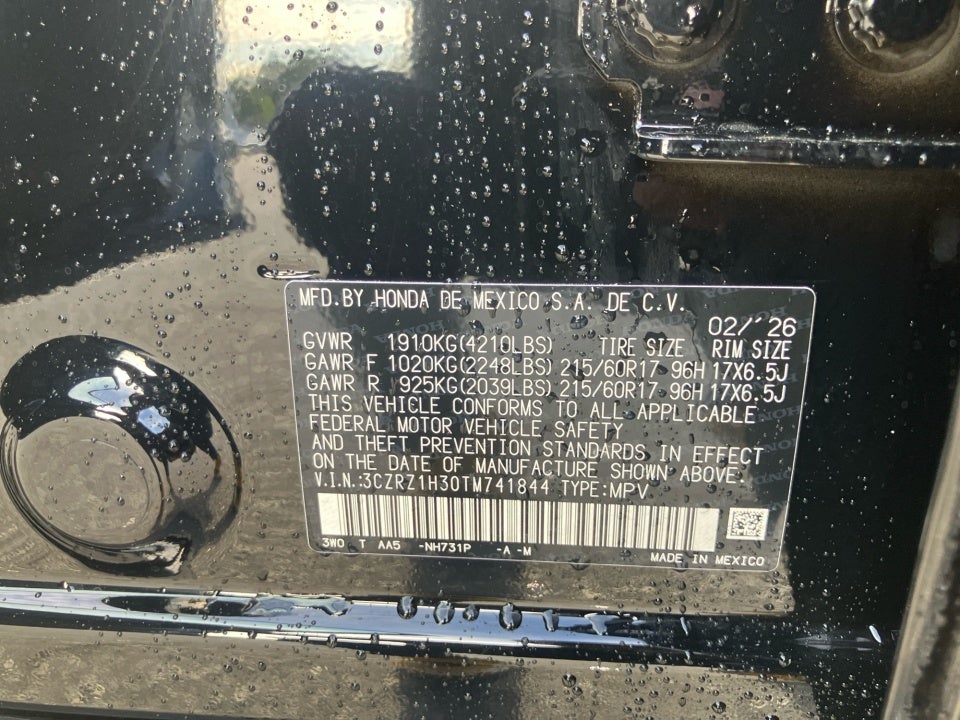 MFD. BY HONDA DE MEXICO S.A. DE C.V.
02/ '26
GVWR 1910KG(4210LBS) TIRE SIZE RIM SIZE
GAWR F 1020KG(2248LBS) 215/60R17 96H 17X6.5J
GAWR R 925KG(2039LBS) 215/60R17 96H 17X6.5J
THIS VEHICLE CONFORMS TO ALL APPLICABLE
FEDERAL MOTOR VEHICLE SAFETY
AND THEFT PREVENTION STANDARDS IN EFFECT
ON THE DATE OF MANUFACTURE SHOWN ABOVE.
V.I.N.:3CZRZ1H30TM741844 TYPE:MPV
3W0 T AA5 -NH731P -A -M
MADE IN MEXICO